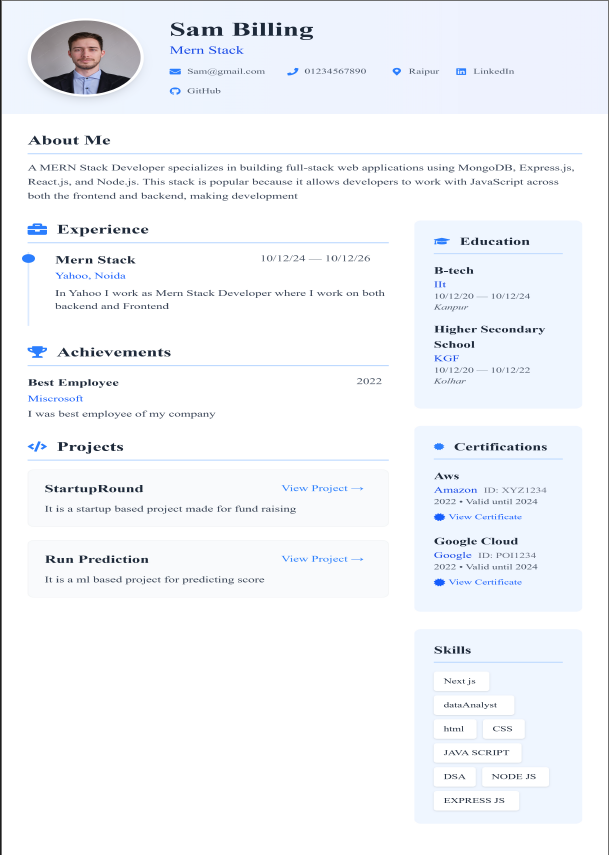 Sam Billing
Mern Stack
Sam@gmail.com 01234567890 Raipur LinkedIn
GitHub
About Me
A MERN Stack Developer specializes in building full-stack web applications using MongoDB, Express.js,
React.js, and Node.js. This stack is popular because it allows developers to work with JavaScript across
both the frontend and backend, making development
Experience
Mern Stack 10/12/24 — 10/12/26
Yahoo, Noida
In Yahoo I work as Mern Stack Developer where I work on both
backend and Frontend
Achievements
Best Employee 2022
Miscrosoft
I was best employee of my company
Projects
StartupRound View Project →
It is a startup based project made for fund raising
Run Prediction View Project →
It is a ml based project for predicting score
Education
B-tech
IIt
10/12/20 — 10/12/24
Kanpur
Higher Secondary
School
KGF
10/12/20 — 10/12/22
Kolhar
Certifications
Aws
Amazon ID: XYZ1234
2022 • Valid until 2024
View Certificate
Google Cloud
Google ID: POI1234
2022 • Valid until 2024
View Certificate
Skills
Next js
dataAnalyst
html CSS
JAVA SCRIPT
DSA NODE JS
EXPRESS JS